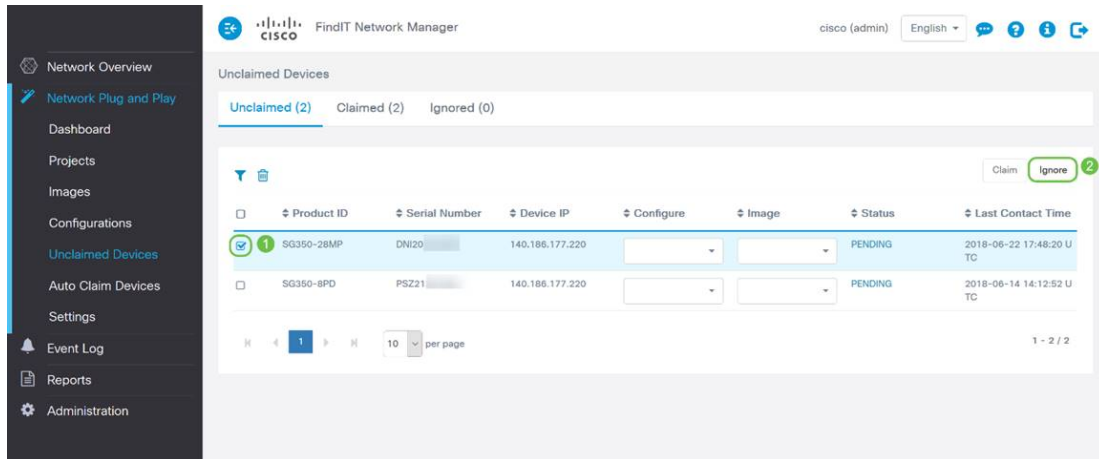 CISCO
FindIT Network Manager
cisco (admin)
English
Network Overview
Network Plug and Play
Dashboard
Projects
Images
Configurations
Unclaimed Devices
Auto Claim Devices
Settings
Event Log
Reports
Administration
Unclaimed Devices
Unclaimed (2) Claimed (2) Ignored (0)
Claim Ignore 2
Product ID Serial Number Device IP Configure Image Status Last Contact Time
1 SG350-28MP DNI20 140.186.177.220 PENDING 2018-06-22 17:48:20 U
TC
SG350-8PD PSZ21 140.186.177.220 PENDING 2018-06-14 14:12:52 U
TC
1 10 per page 1 - 2 / 2